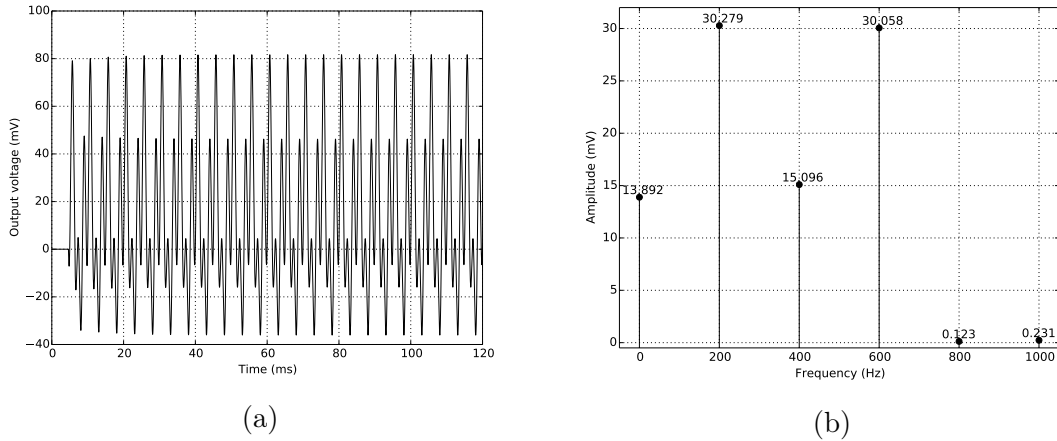 100
80
60
40
20
0
−20
−40
0 20 40 60 80 100 120
Output voltage (mV)
Time (ms)
(a)
30
25
20
15
10
5
0
0 200 400 600 800 1000
Amplitude (mV)
Frequency (Hz)
13.892
30.279
15.096
30.058
0.123
0.231
(b)